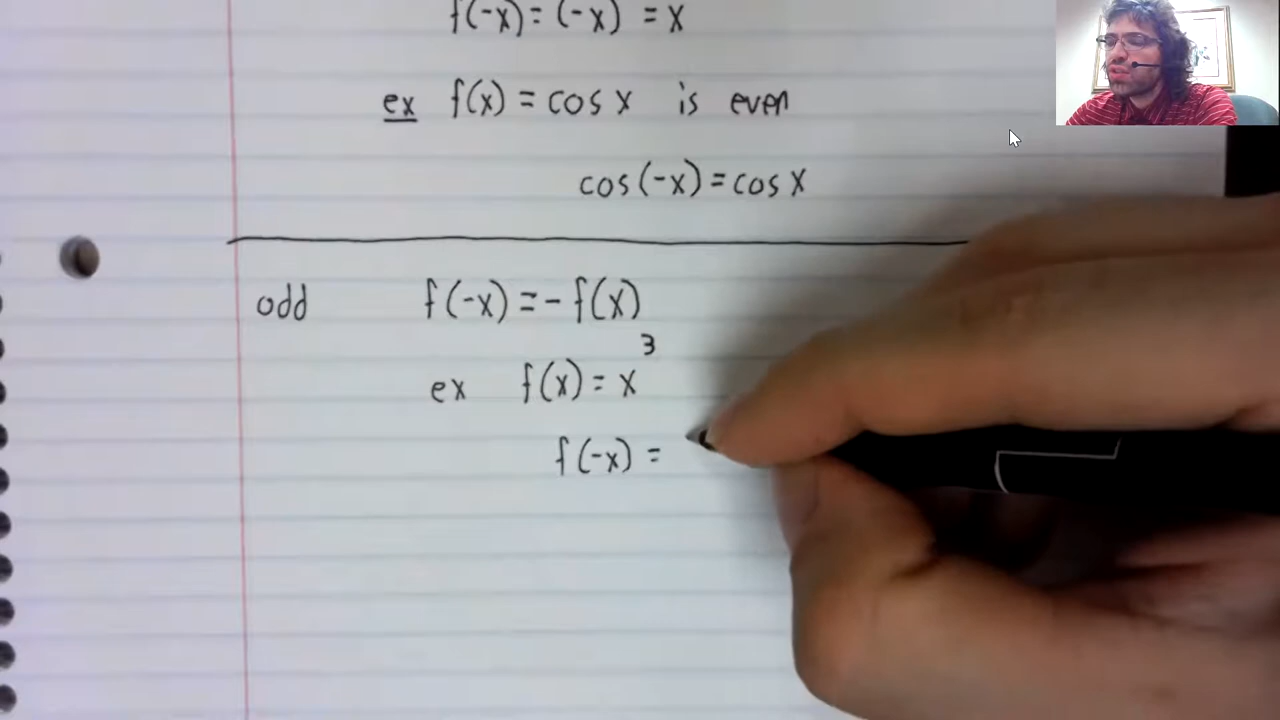 f(-x) = (-x) = x
ex f(x) = cos x is even
cos(-x) = cos x
odd f(-x) = - f(x)
ex f(x) = x³
f(-x) =